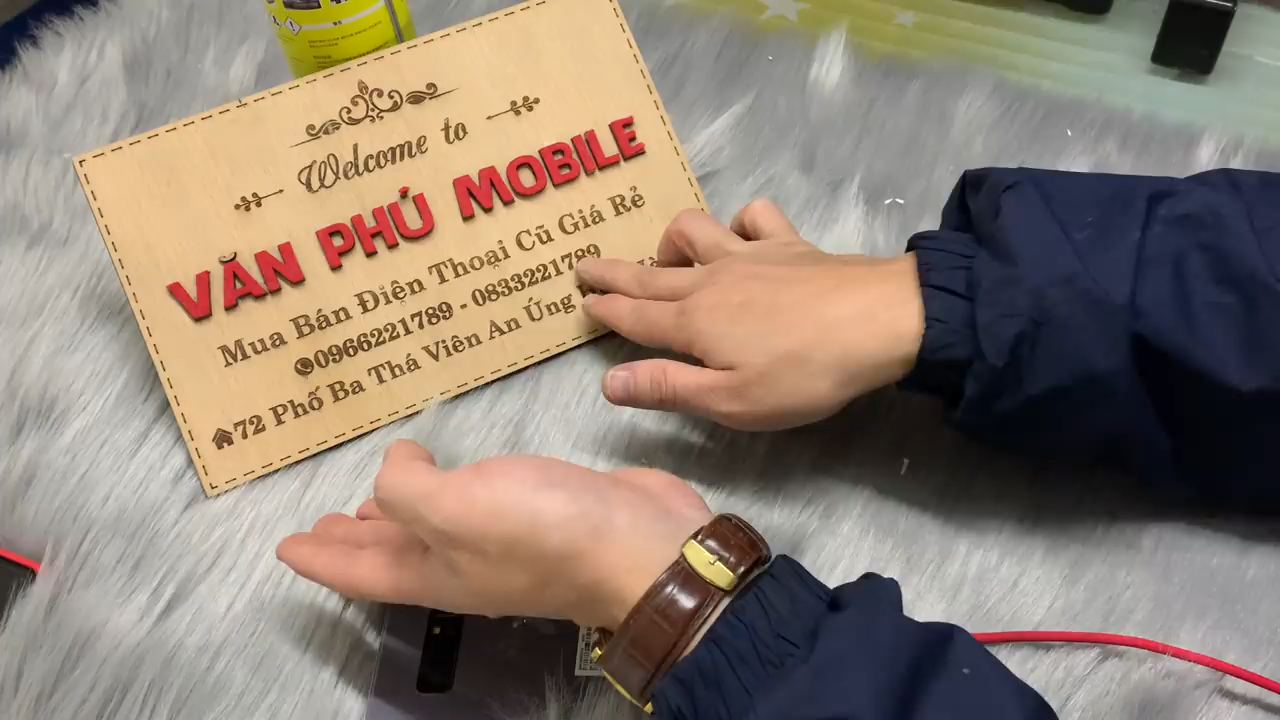 Welcome to
VĂN PHÚ MOBILE
Mua Bán Điện Thoại Cũ Giá Rẻ
0966221789 - 0833221789
72 Phố Ba Thá Viên An Ứng